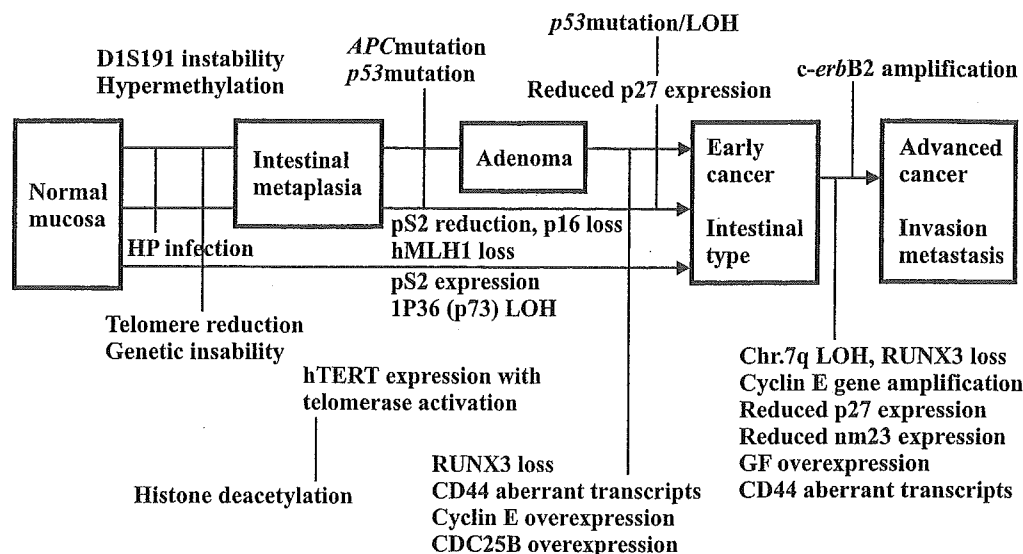 D1S191 instability
Hypermethylation
APCmutation
p53mutation
p53mutation/LOH
Reduced p27 expression
c-erbB2 amplification
Normal
mucosa
Intestinal
metaplasia
Adenoma
Early
cancer
Intestinal
type
Advanced
cancer
Invasion
metastasis
HP infection
pS2 reduction, p16 loss
hMLH1 loss
pS2 expression
1P36 (p73) LOH
Telomere reduction
Genetic insability
hTERT expression with
telomerase activation
Histone deacetylation
RUNX3 loss
CD44 aberrant transcripts
Cyclin E overexpression
CDC25B overexpression
Chr.7q LOH, RUNX3 loss
Cyclin E gene amplification
Reduced p27 expression
Reduced nm23 expression
GF overexpression
CD44 aberrant transcripts